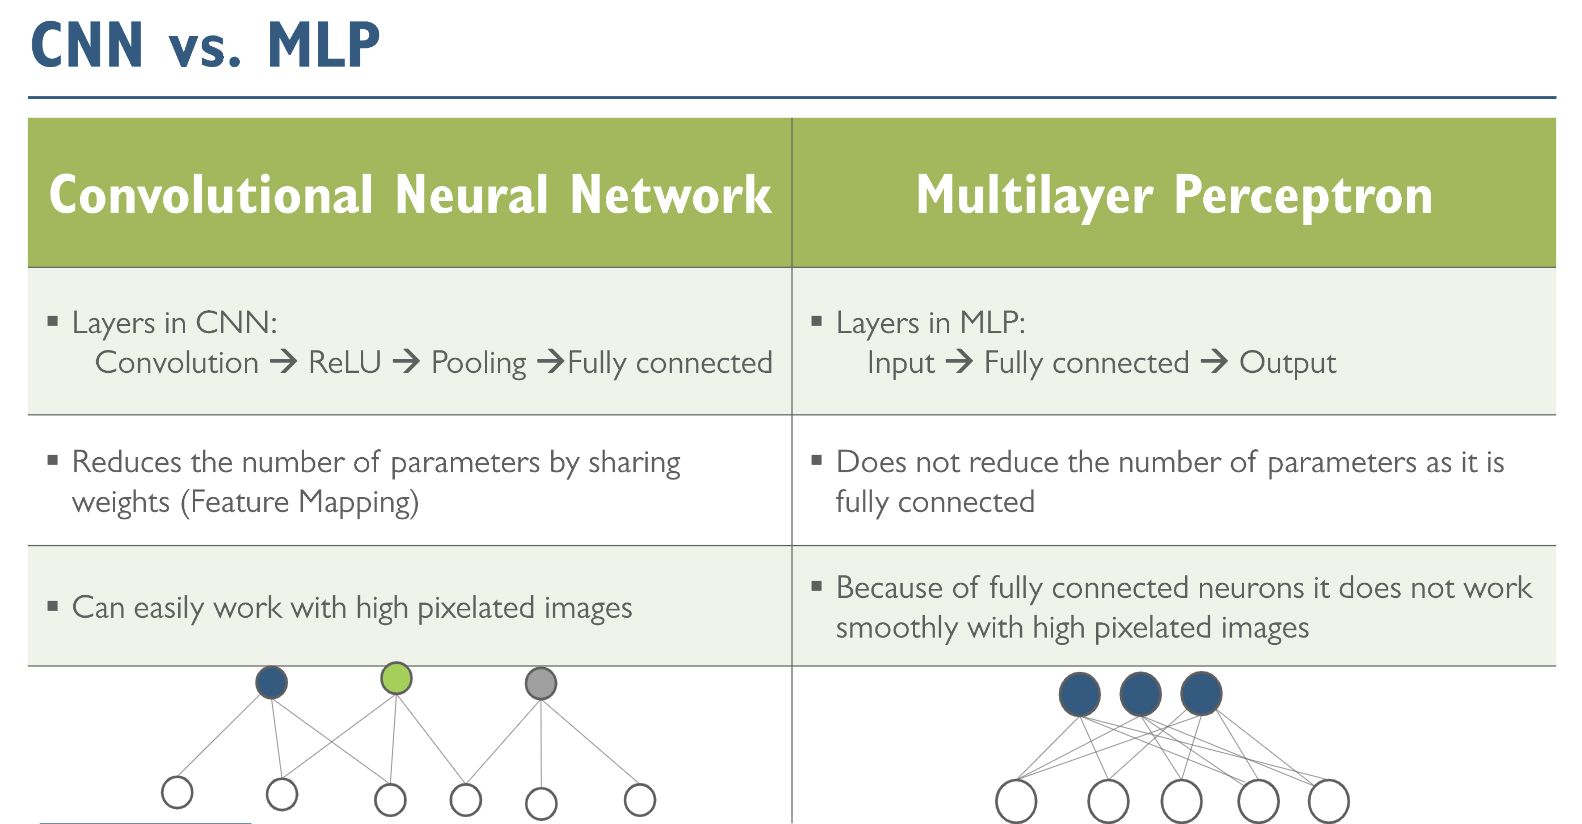 CNN vs. MLP
Convolutional Neural Network
Multilayer Perceptron
▪ Layers in CNN:
Convolution → ReLU → Pooling →Fully connected
▪ Layers in MLP:
Input → Fully connected → Output
▪ Reduces the number of parameters by sharing
weights (Feature Mapping)
▪ Does not reduce the number of parameters as it is
fully connected
▪ Can easily work with high pixelated images
▪ Because of fully connected neurons it does not work
smoothly with high pixelated images